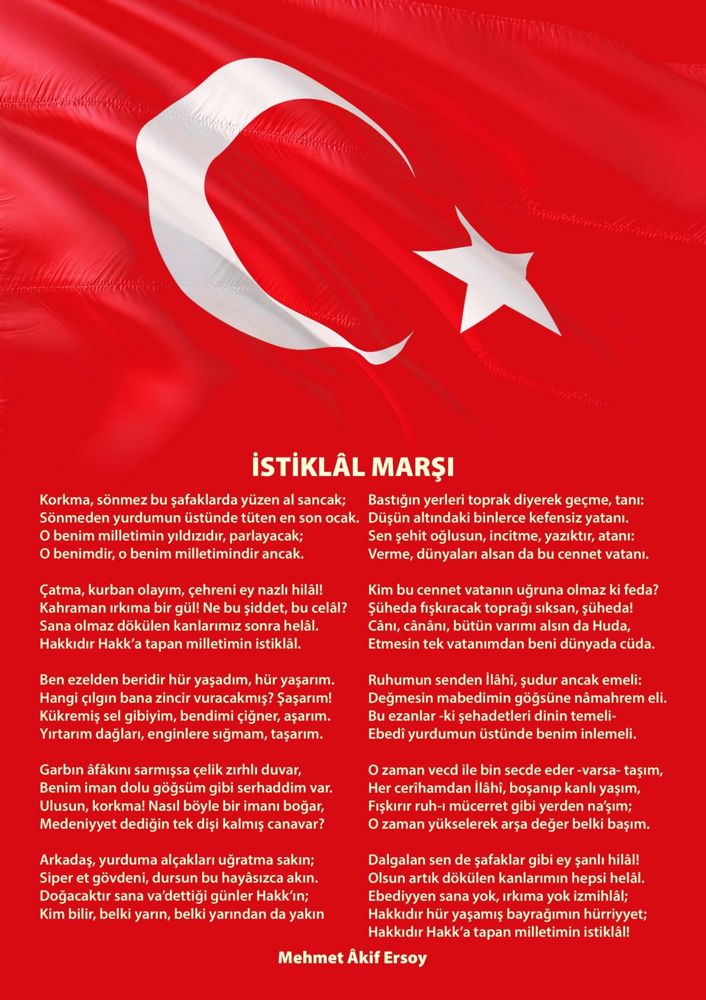 İSTİKLÂL MARŞI
Korkma, sönmez bu şafaklarda yüzen al sancak;
Sönmeden yurdumun üstünde tüten en son ocak.
O benim milletimin yıldızıdır, parlayacak;
O benimdir, o benim milletimindir ancak.
Çatma, kurban olayım, çehreni ey nazlı hilâl!
Kahraman ırkıma bir gül! Ne bu şiddet, bu celâl?
Sana olmaz dökülen kanlarımız sonra helâl.
Hakkıdır Hakk’a tapan milletimin istiklâl.
Ben ezelden beridir hür yaşadım, hür yaşarım.
Hangi çılgın bana zincir vuracakmış? Şaşarım!
Kükremiş sel gibiyim, bendimi çiğner, aşarım.
Yırtarım dağları, enginlere sığmam, taşarım.
Garbın âfâkını sarmışsa çelik zırhlı duvar,
Benim iman dolu göğsüm gibi serhaddim var.
Ulusun, korkma! Nasıl böyle bir imanı boğar,
Medeniyyet dediğin tek dişi kalmış canavar?
Arkadaş, yurduma alçakları uğratma sakın;
Siper et gövdeni, dursun bu hayâsızca akın.
Doğacaktır sana va’dettiği günler Hakk’ın;
Kim bilir, belki yarın, belki yarından da yakın
Bastığın yerleri toprak diyerek geçme, tanı:
Düşün altındaki binlerce kefensiz yatanı.
Sen şehit oğlusun, incitme, yazıktır, atanı:
Verme, dünyaları alsan da bu cennet vatanı.
Kim bu cennet vatanın uğruna olmaz ki feda?
Şüheda fışkıracak toprağı sıksan, şüheda!
Cânı, cânânı, bütün varımı alsın da Huda,
Etmesin tek vatanımdan beni dünyada cüda.
Ruhumun senden İlâhî, şudur ancak emeli:
Değmesin mabedimin göğsüne nâmahrem eli.
Bu ezanlar -ki şehadetleri dinin temeli-
Ebedî yurdumun üstünde benim inlemeli.
O zaman vecd ile bin secde eder -varsa- taşım,
Her cerîhamdan İlâhî, boşanıp kanlı yaşım,
Fışkırır ruh-ı mücerret gibi yerden na’şım;
O zaman yükselerek arşa değer belki başım.
Dalgalan sen de şafaklar gibi ey şanlı hilâl!
Olsun artık dökülen kanlarımın hepsi helâl.
Ebediyyen sana yok, ırkıma yok izmihlâl;
Hakkıdır hür yaşamış bayrağımın hürriyyet;
Hakkıdır Hakk’a tapan milletimin istiklâl!
Mehmet Âkif Ersoy